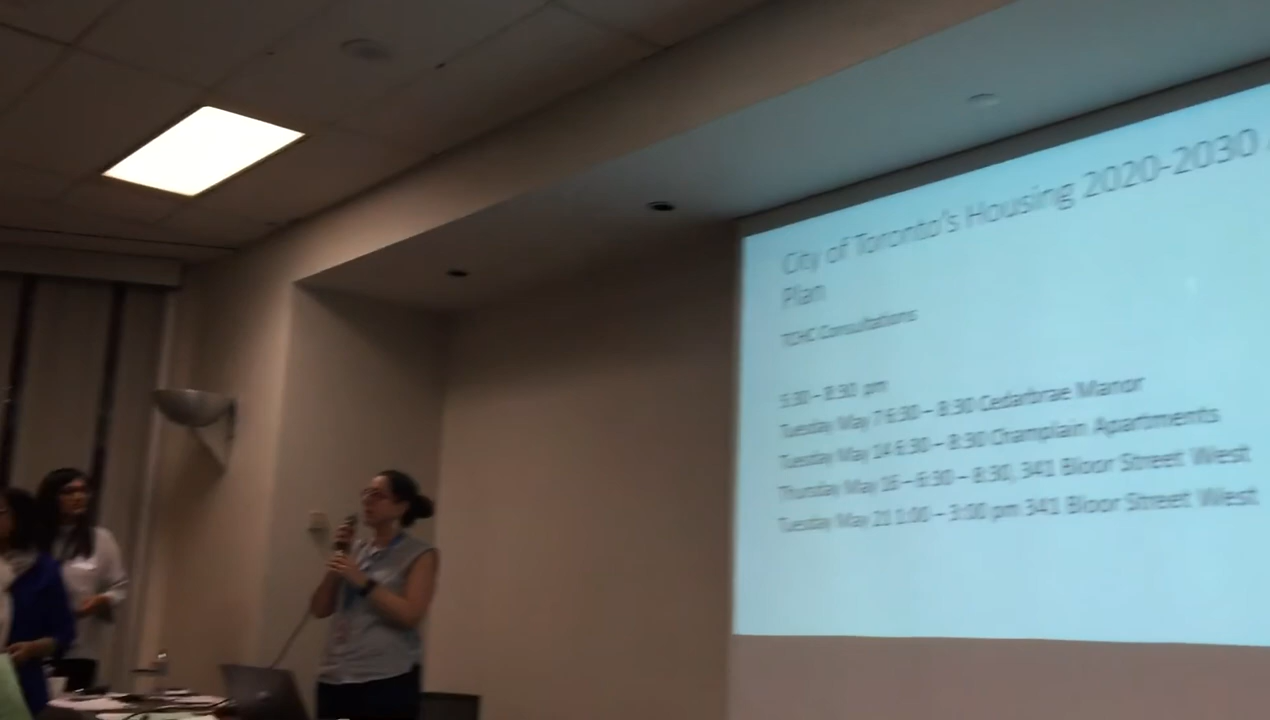 City of Toronto's Housing 2020-2030
Plan
TCHC Consultations
5:30 – 8:30 pm
Tuesday May 7 6:30 – 8:30 Cedarbrae Manor
Tuesday May 14 6:30 – 8:30 Champlain Apartments
Thursday May 16 – 6:30 – 8:30, 341 Bloor Street West
Tuesday May 21 1:00 – 3:00 pm 341 Bloor Street West